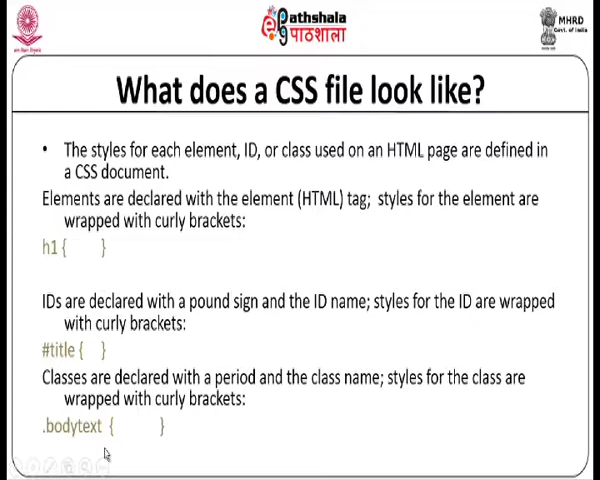 Pathshala
पाठशाला
MHRD
Govt. of India
What does a CSS file look like?
• The styles for each element, ID, or class used on an HTML page are defined in
a CSS document.
Elements are declared with the element (HTML) tag; styles for the element are
wrapped with curly brackets:
h1 { }
IDs are declared with a pound sign and the ID name; styles for the ID are wrapped
with curly brackets:
#title { }
Classes are declared with a period and the class name; styles for the class are
wrapped with curly brackets:
.bodytext { }